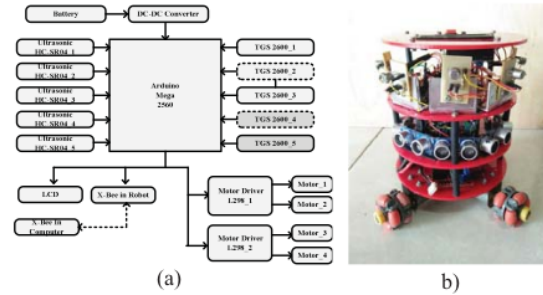 Battery
DC-DC Converter
Ultrasonic
HC-SR04_1
Ultrasonic
HC-SR04_2
Ultrasonic
HC-SR04_3
Ultrasonic
HC-SR04_4
Ultrasonic
HC-SR04_5
Arduino
Mega
2560
TGS 2600_1
TGS 2600_2
TGS 2600_3
TGS 2600_4
TGS 2600_5
LCD
X-Bee in Robot
X-Bee in
Computer
Motor Driver
L298_1
Motor_1
Motor_2
Motor Driver
L298_2
Motor_3
Motor_4
(a)
b)